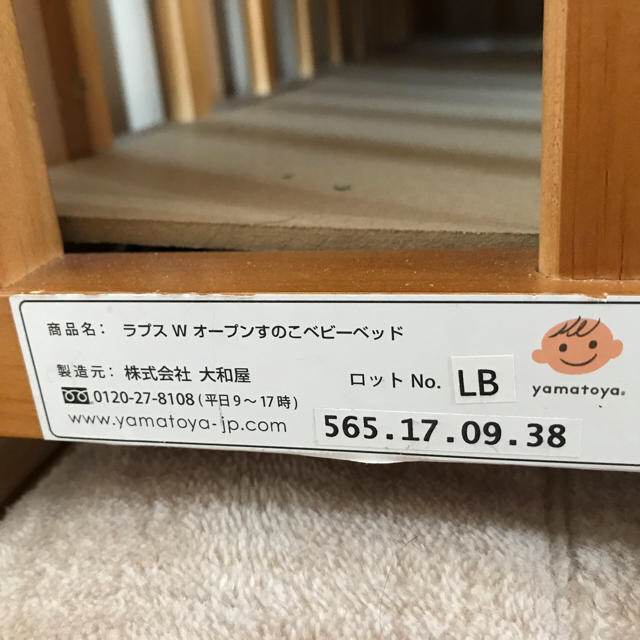 商品名： ラプス W オープンすのこベビーベッド
製造元： 株式会社 大和屋
0120-27-8108 (平日9〜17時)
www.yamatoya-jp.com
ロット No. LB
565.17.09.38
yamatoya®